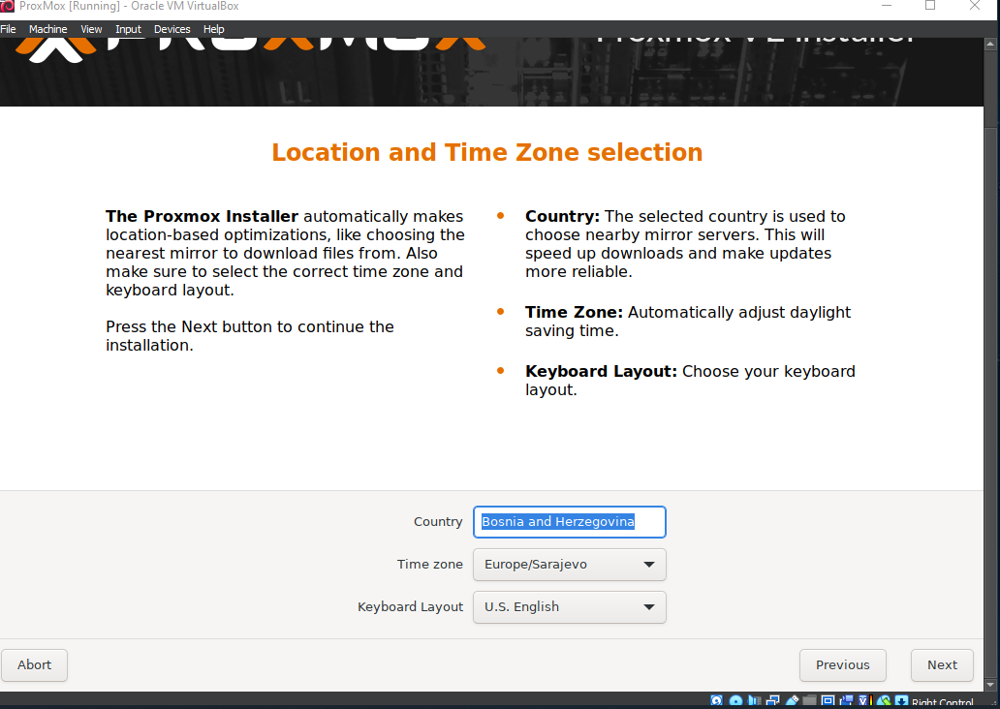 ProxMox [Running] - Oracle VM VirtualBox
File Machine View Input Devices Help
PROXMOX
Proxmox VE Installer
Location and Time Zone selection
The Proxmox Installer automatically makes
location-based optimizations, like choosing the
nearest mirror to download files from. Also
make sure to select the correct time zone and
keyboard layout.
Press the Next button to continue the
installation.
Country: The selected country is used to
choose nearby mirror servers. This will
speed up downloads and make updates
more reliable.
Time Zone: Automatically adjust daylight
saving time.
Keyboard Layout: Choose your keyboard
layout.
Country
Bosnia and Herzegovina
Time zone
Europe/Sarajevo
Keyboard Layout
U.S. English
Abort
Previous
Next
Right Control